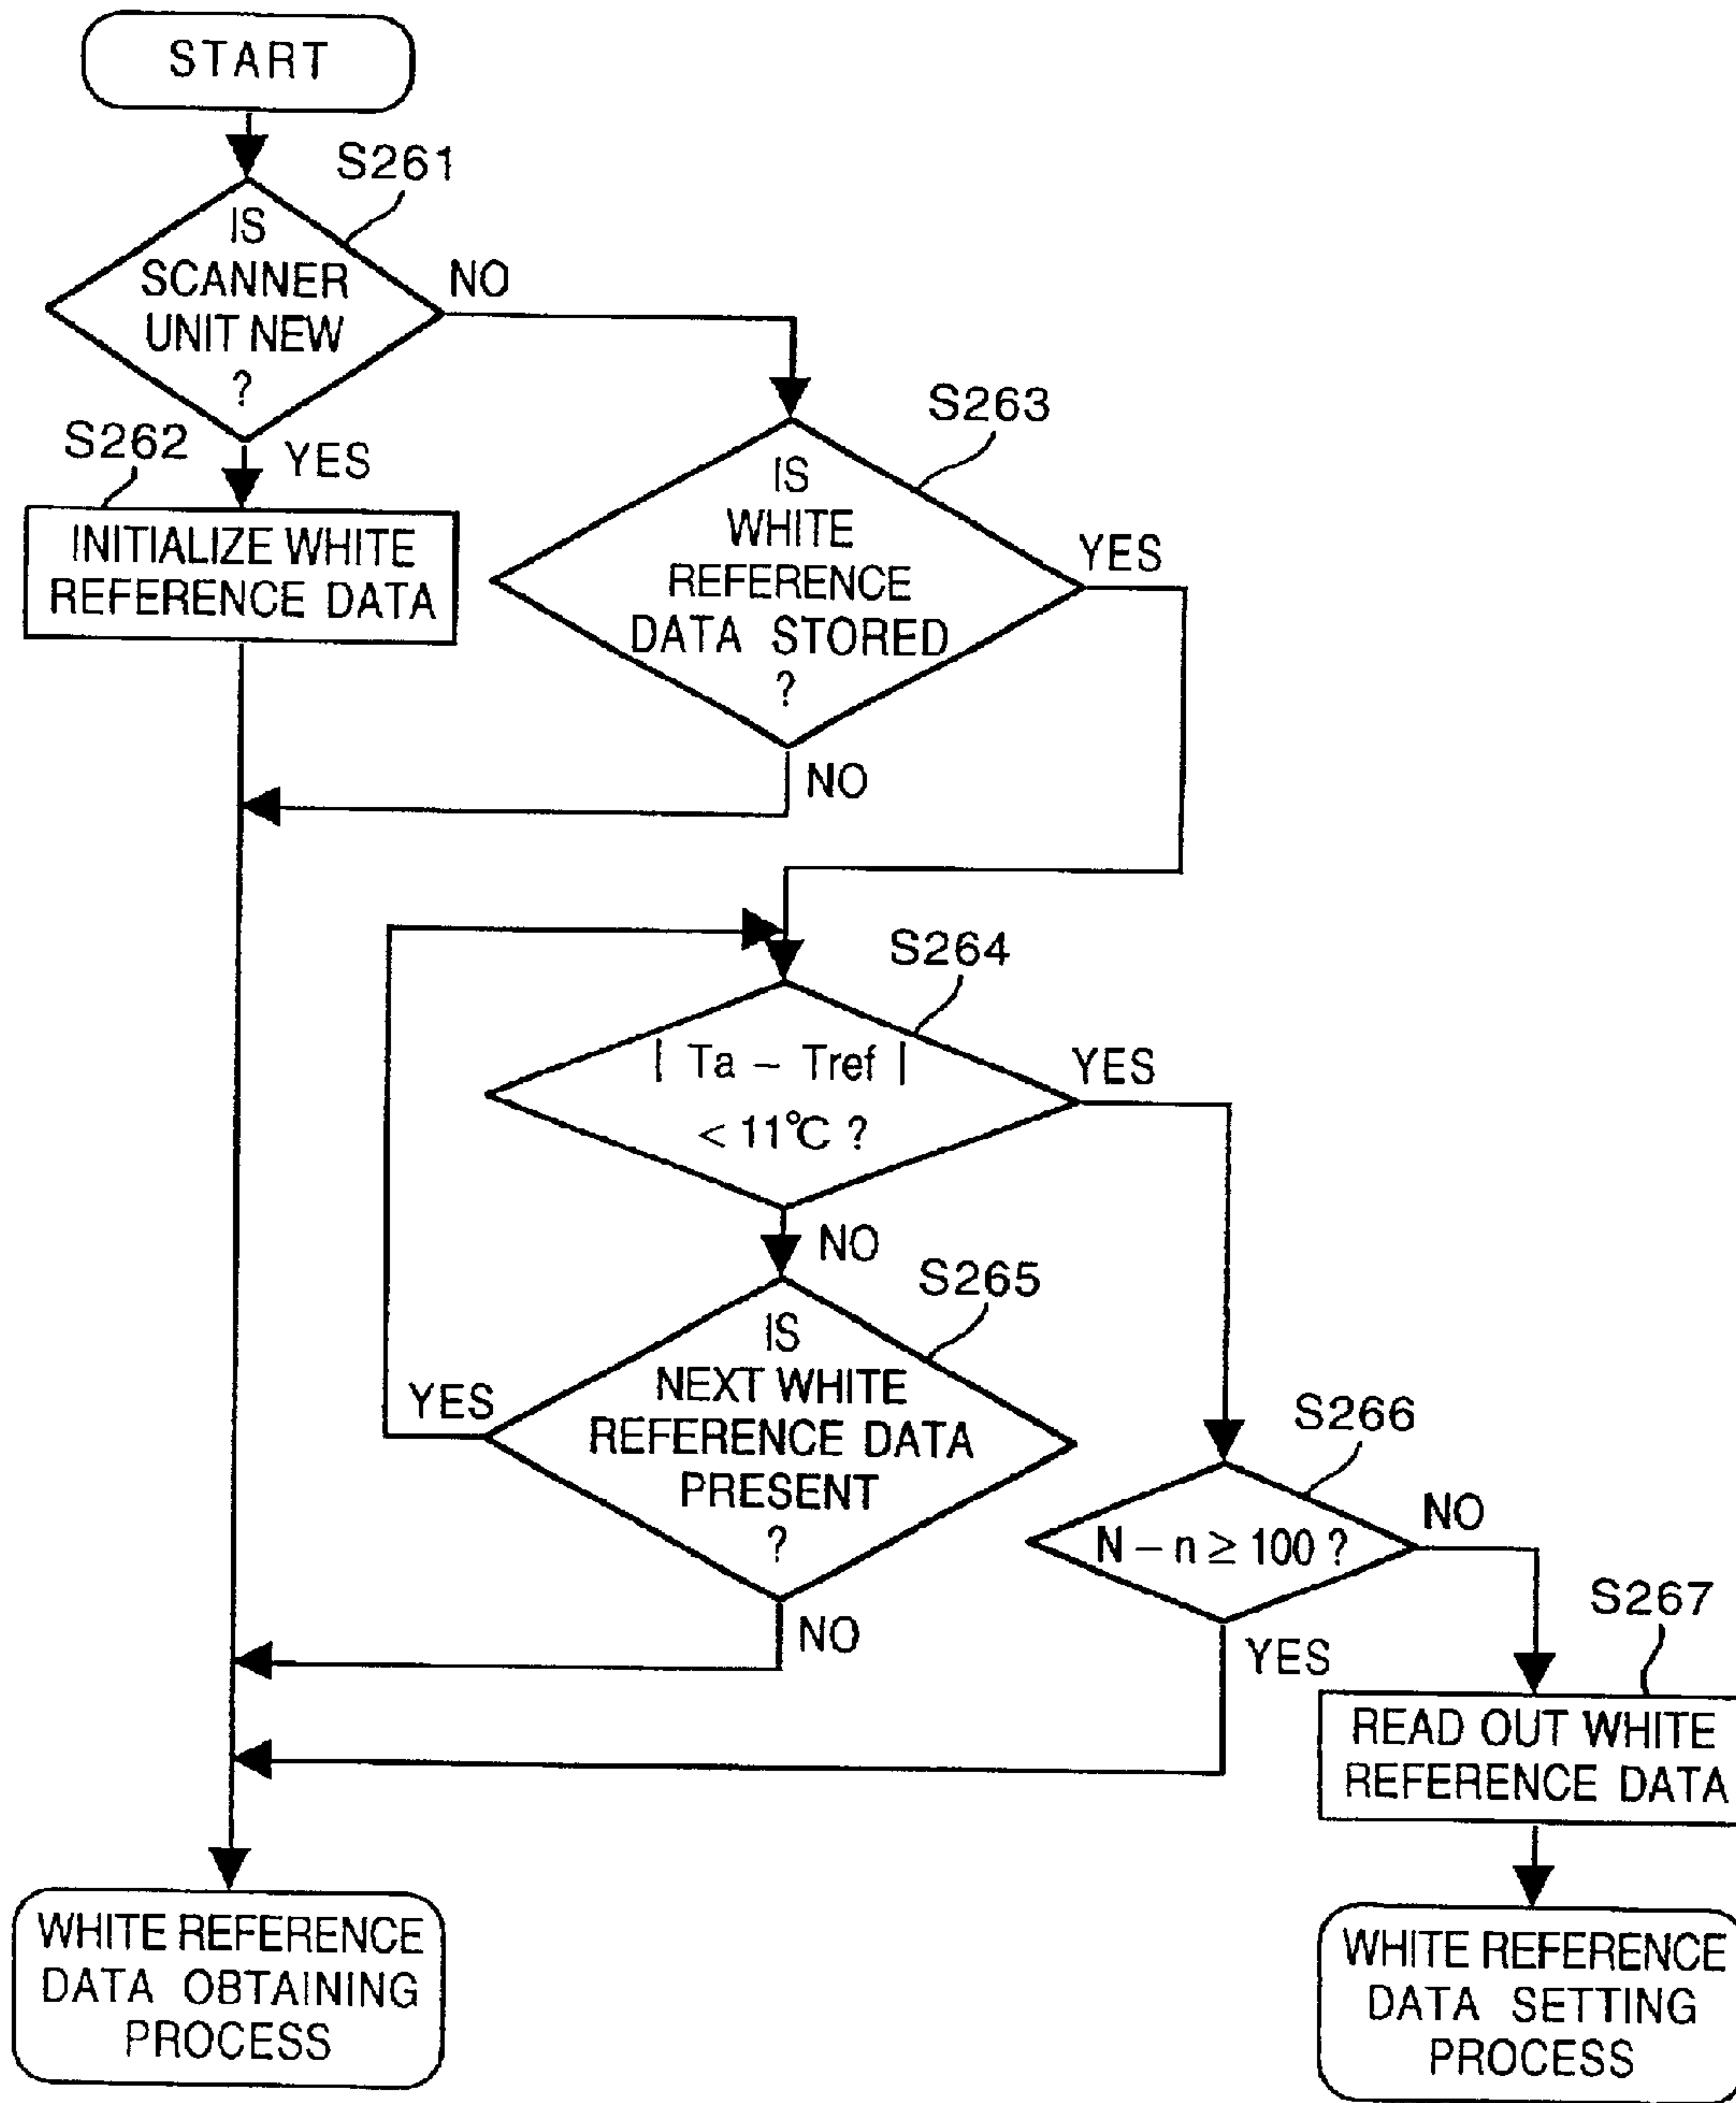 START
S261
IS
SCANNER
UNIT NEW
?
NO
YES
S262
INITIALIZE WHITE
REFERENCE DATA
S263
IS
WHITE
REFERENCE
DATA STORED
?
YES
NO
S264
| Ta – Tref |
< 11℃ ?
YES
NO
S265
IS
NEXT WHITE
REFERENCE DATA
PRESENT
?
YES
NO
S266
N – n ≥ 100 ?
NO
YES
S267
READ OUT WHITE
REFERENCE DATA
WHITE REFERENCE
DATA OBTAINING
PROCESS
WHITE REFERENCE
DATA SETTING
PROCESS